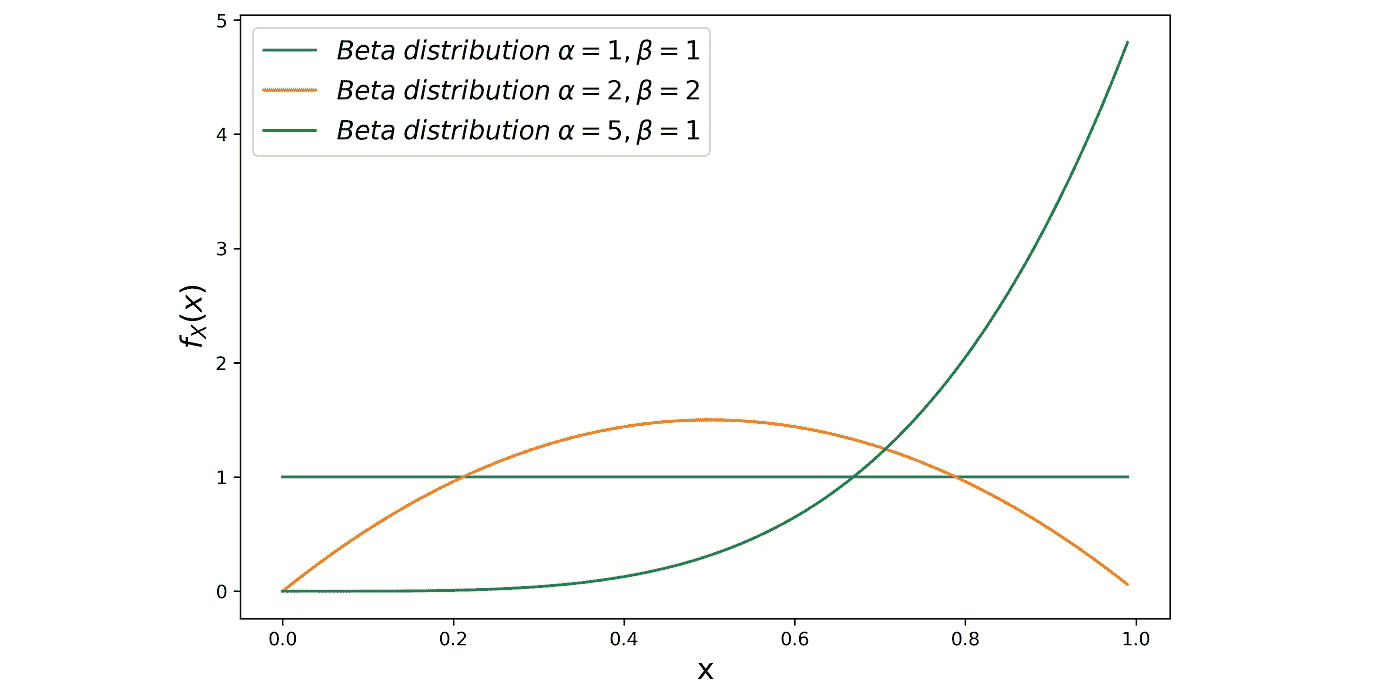 Beta distribution α = 1, β = 1
Beta distribution α = 2, β = 2
Beta distribution α = 5, β = 1
5
4
3
2
1
0
f_X(x)
0.0 0.2 0.4 0.6 0.8 1.0
x